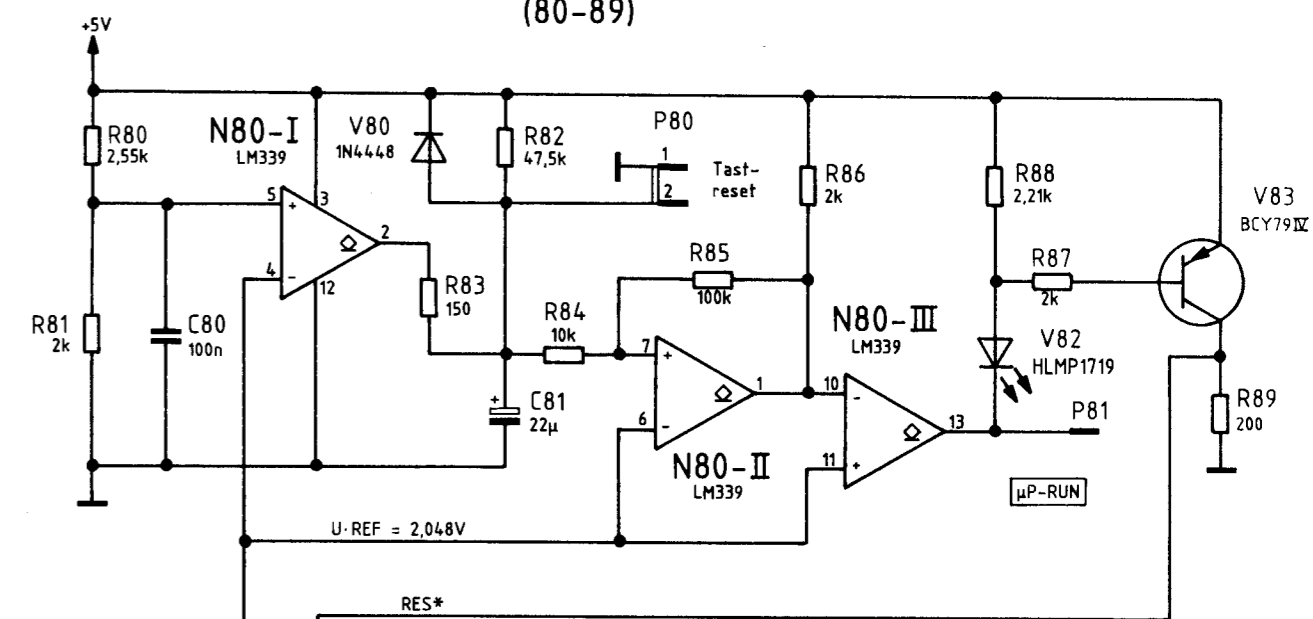 (80-89)
+5V
R80
2,55k
N80-I
LM339
V80
1N4448
R82
47,5k
P80
1
2
Tast-
reset
R86
2k
R88
2,21k
V83
BCY79IV
5
+
3
2
4
-
12
R83
150
R85
100k
R87
2k
R81
2k
C80
100n
R84
10k
N80-III
LM339
V82
HLMP1719
7
+
1
10
-
+
C81
22µ
6
-
13
P81
R89
200
N80-II
LM339
11
+
µP-RUN
U·REF = 2,048V
RES*